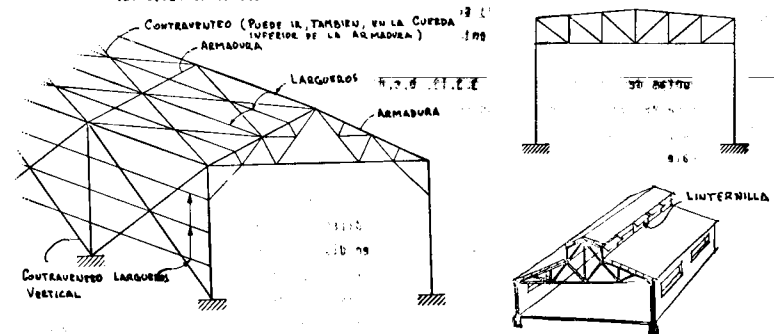 CONTRAVENTEO (PUEDE IR, TAMBIEN, EN LA CUERDA
INFERIOR DE LA ARMADURA)
ARMADURA
LARGUEROS
ARMADURA
LINTERNILLA
CONTRAVENTEO
VERTICAL
LARGUEROS